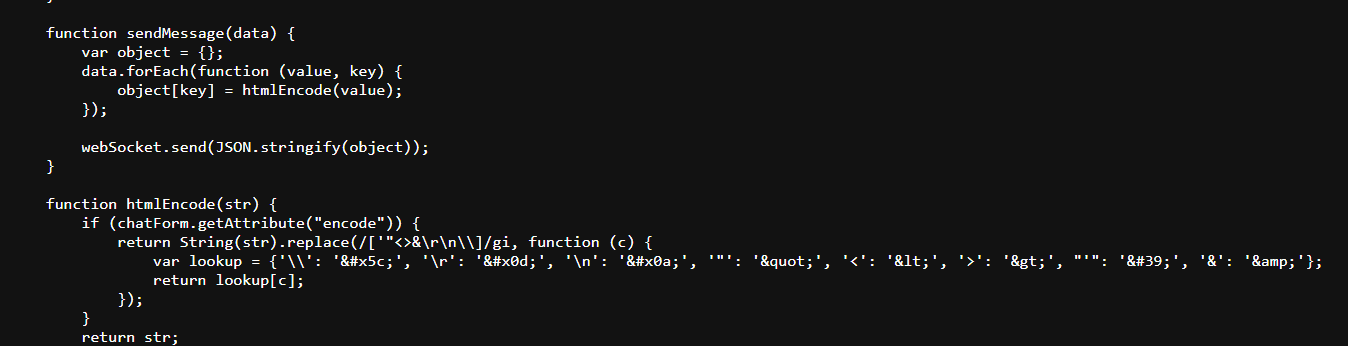 }
function sendMessage(data) {
var object = {};
data.forEach(function (value, key) {
object[key] = htmlEncode(value);
});
webSocket.send(JSON.stringify(object));
}
function htmlEncode(str) {
if (chatForm.getAttribute("encode")) {
return String(str).replace(/['"<>&\r\n\\]/gi, function (c) {
var lookup = {'\\': '&#x5c;', '\r': '&#x0d;', '\n': '&#x0a;', '"': '&quot;', '<': '&lt;', '>': '&gt;', "'": '&#39;', '&': '&amp;'};
return lookup[c];
});
}
return str;